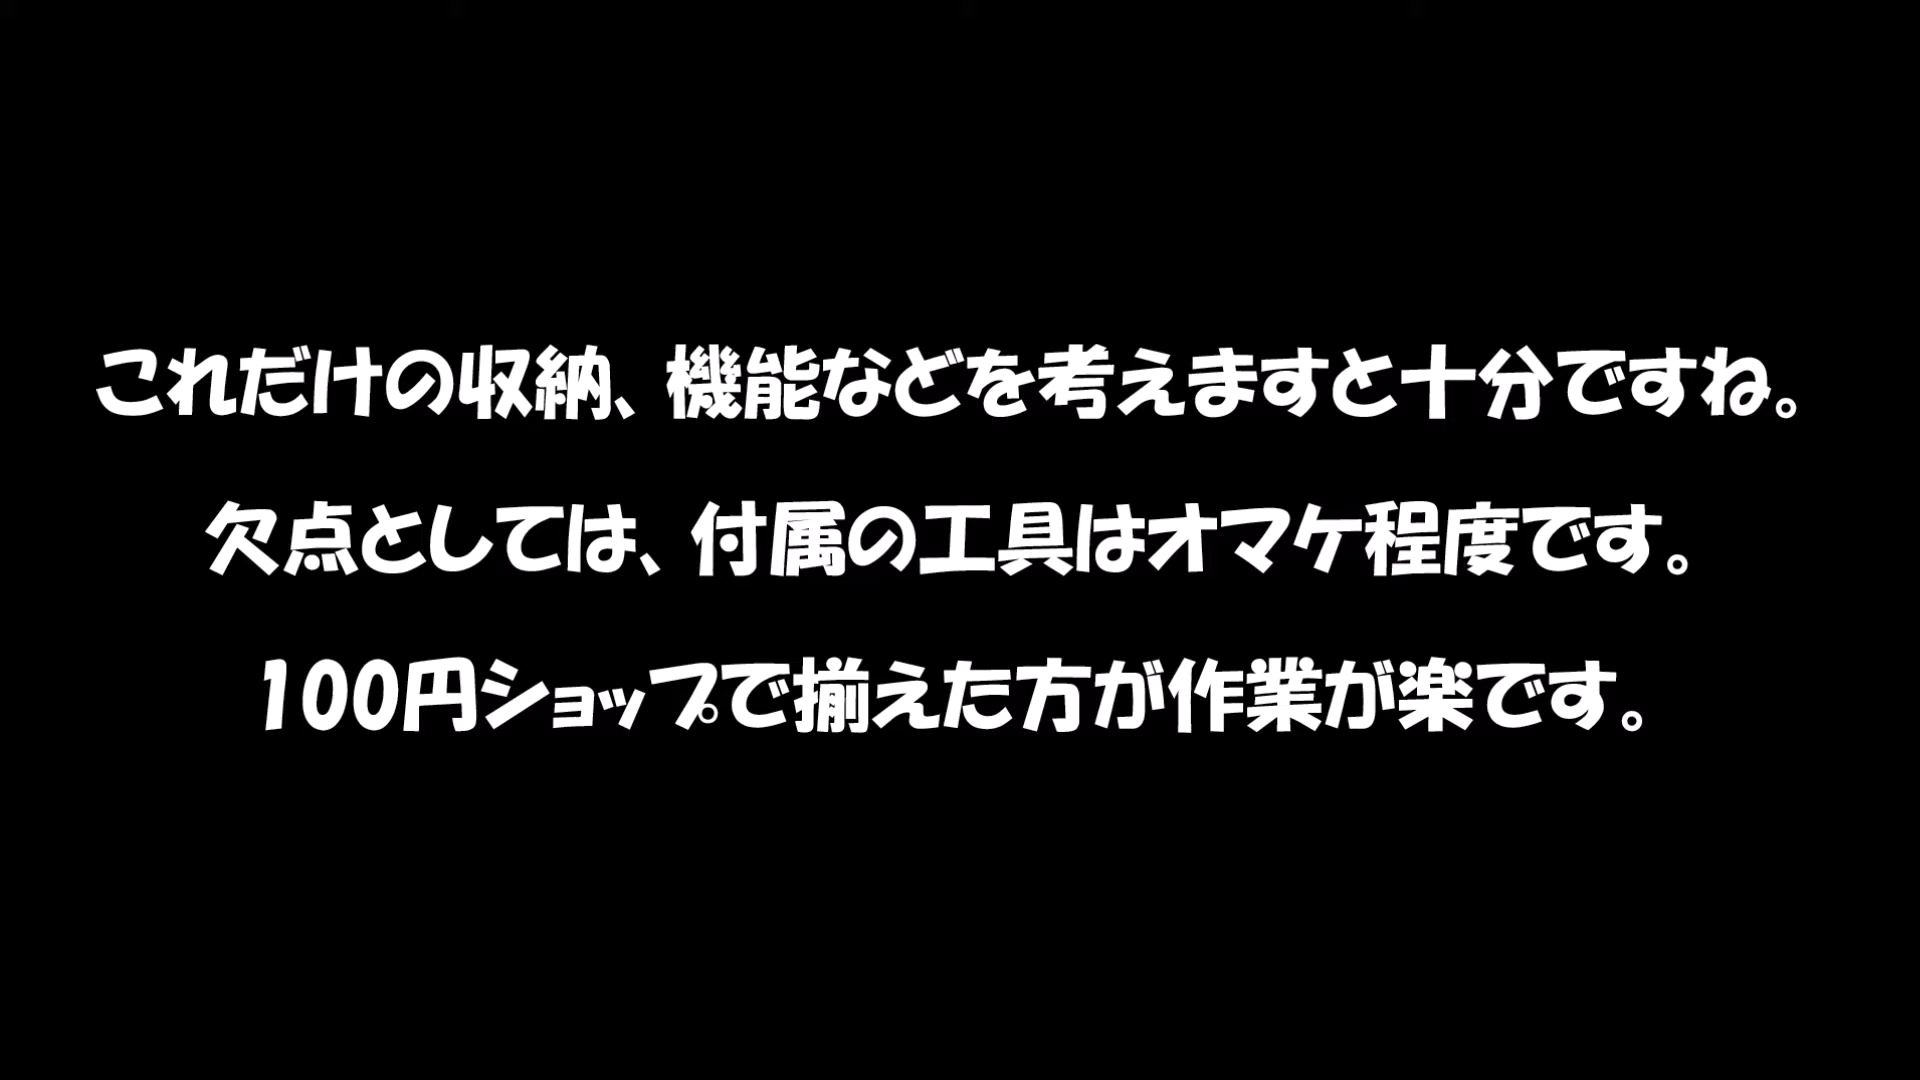 これだけの収納、機能などを考えますと十分ですね。
欠点としては、付属の工具はオマケ程度です。
100円ショップで揃えた方が作業が楽です。